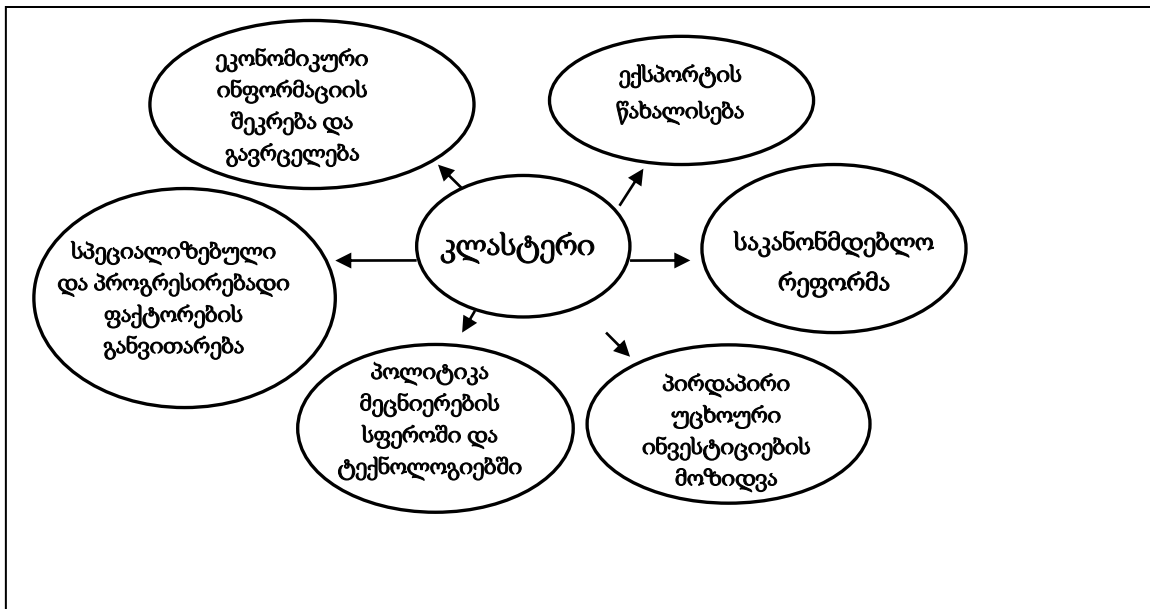 ეკონომიკური
ინფორმაციის
შეკრება და
გავრცელება
ექსპორტის
წახალისება
სპეციალიზებული
და პროგრესირებადი
ფაქტორების
განვითარება
კლასტერი
საკანონმდებლო
რეფორმა
პოლიტიკა
მეცნიერების
სფეროში და
ტექნოლოგიებში
პირდაპირი
უცხოური
ინვესტიციების
მოზიდვა